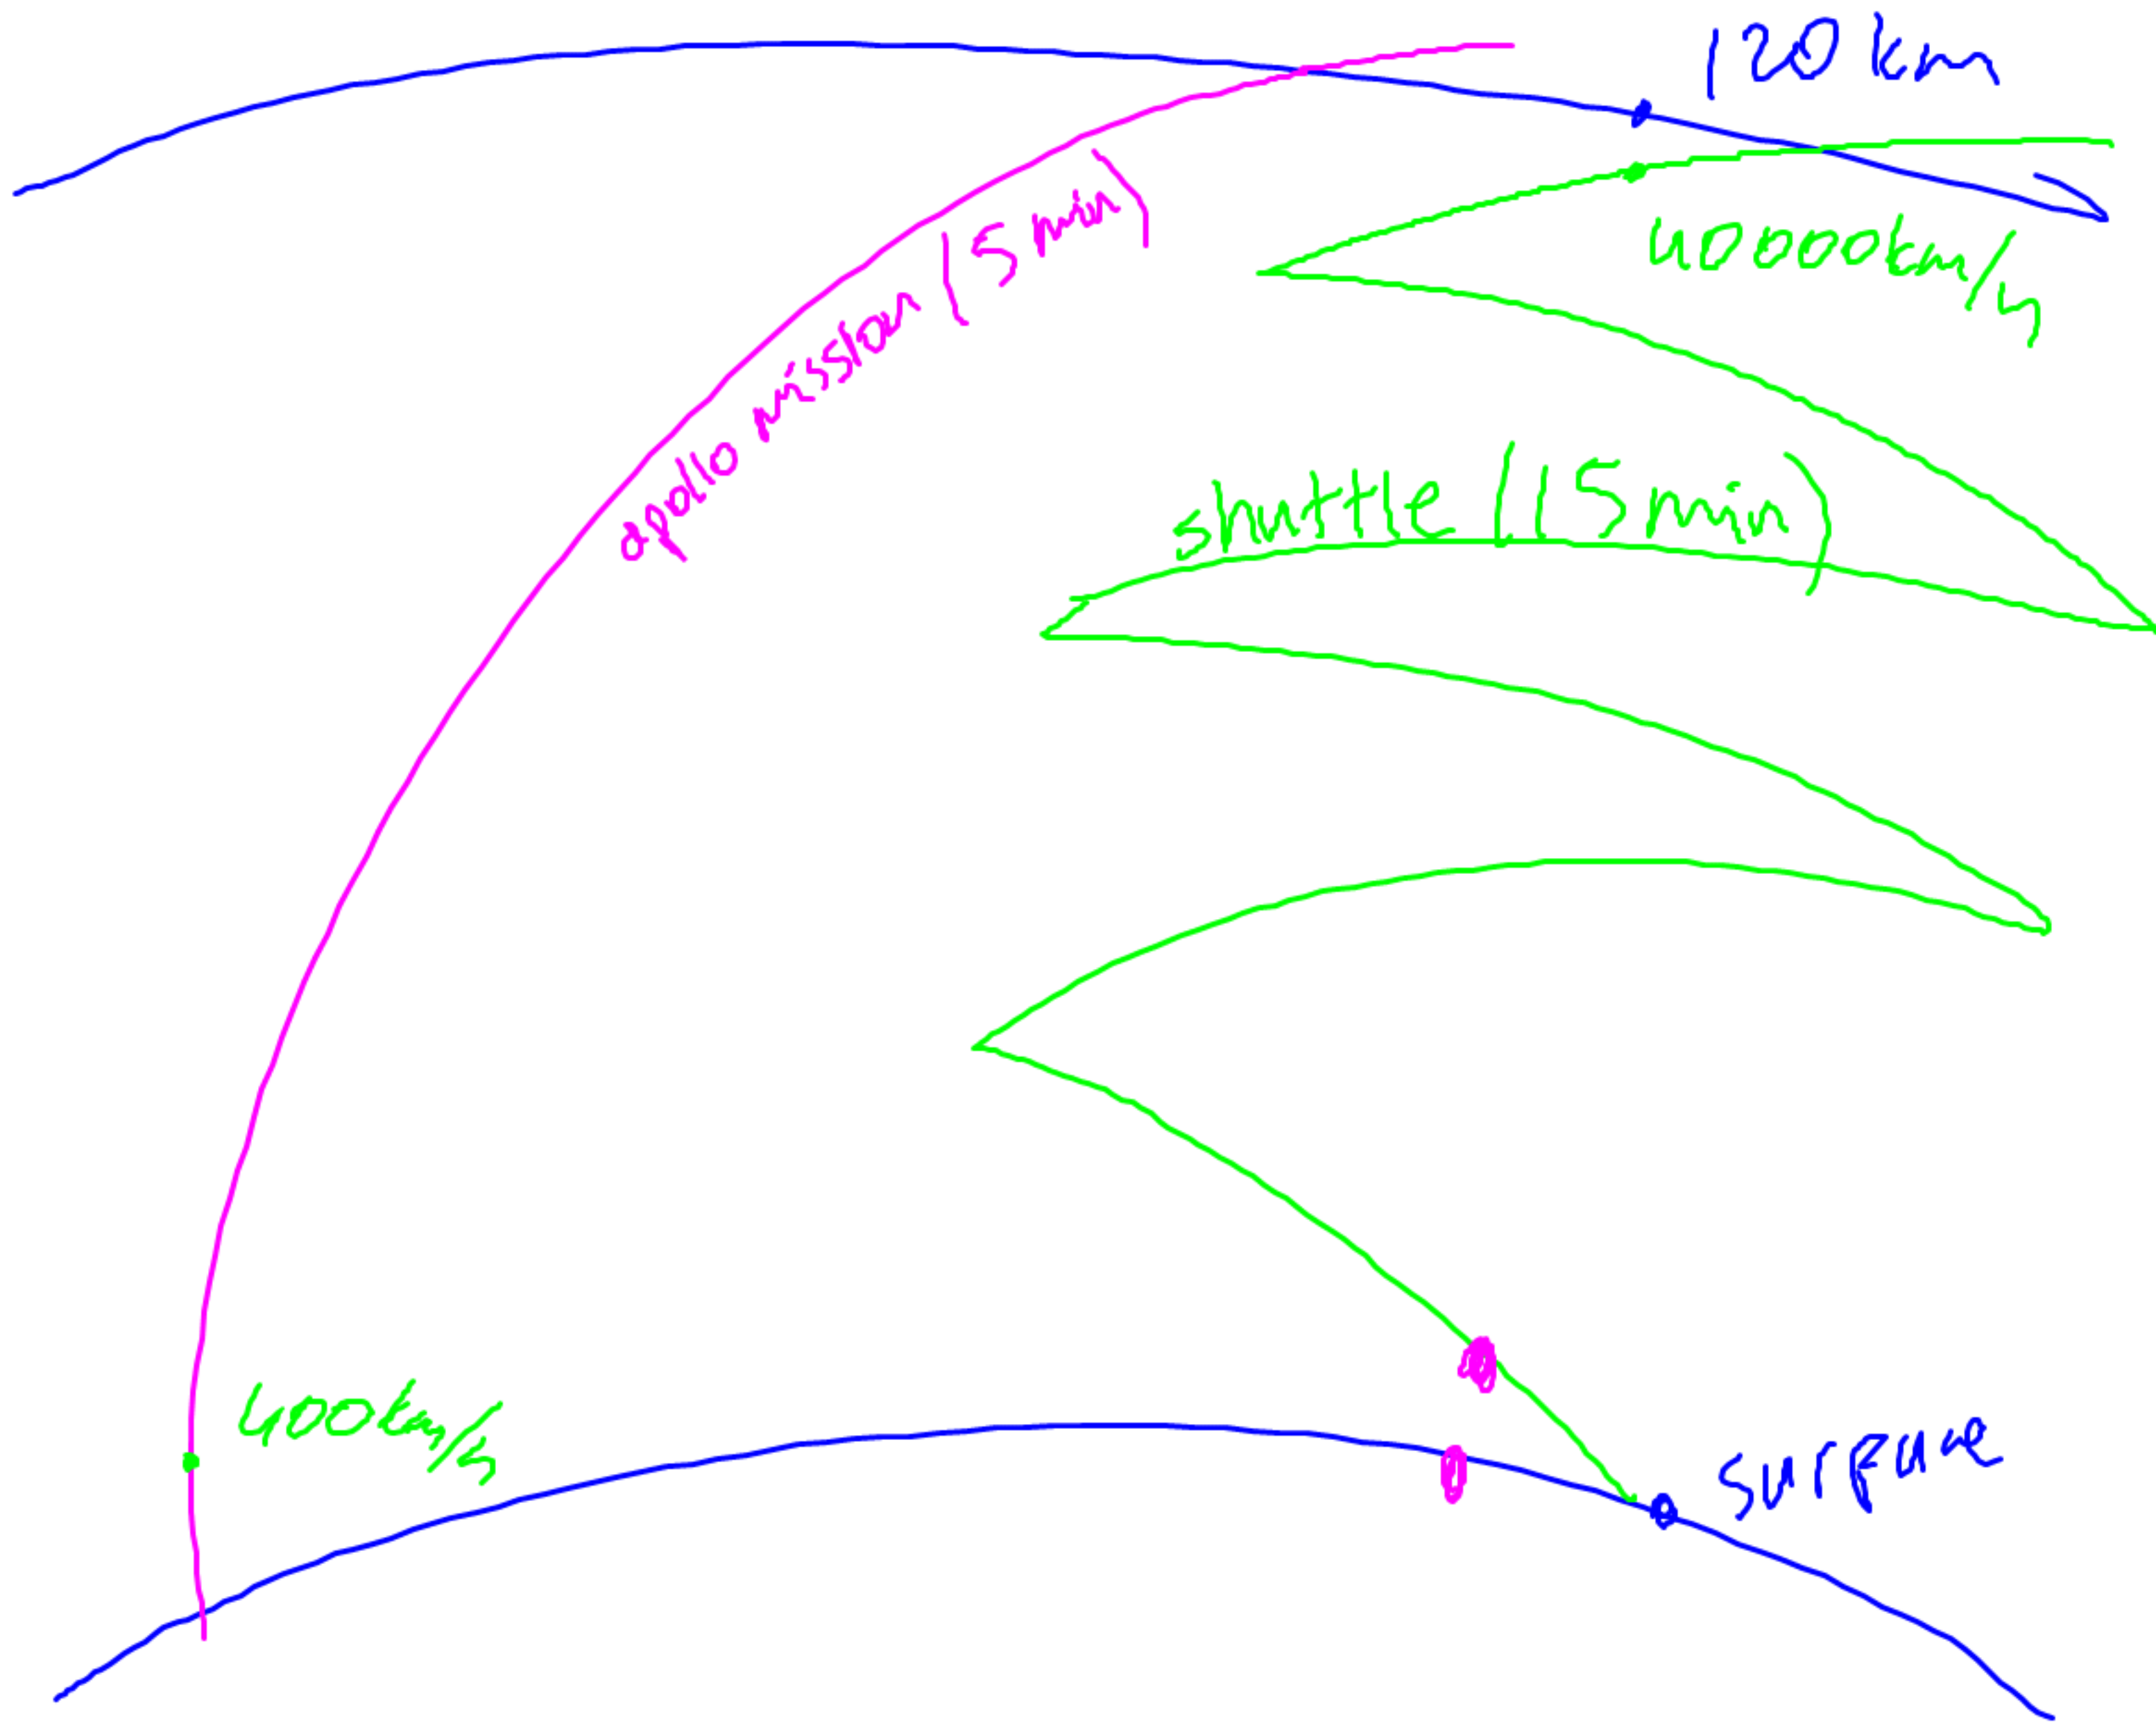 120 km
40000km/h
apollo mission (5 min)
shuttle (15 min)
400km/h
surface